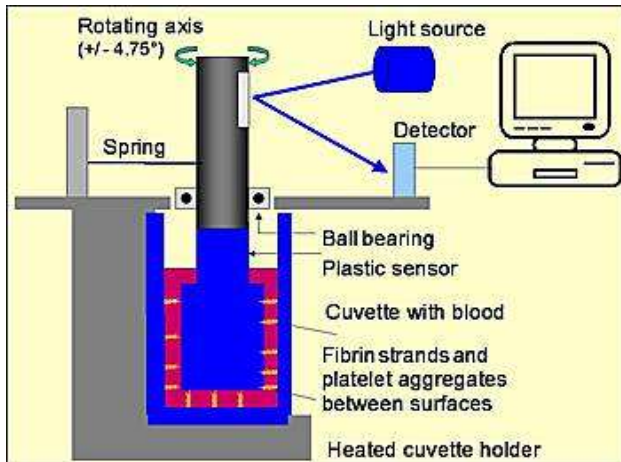 Rotating axis
(+/- 4.75°)
Light source
Detector
Spring
Ball bearing
Plastic sensor
Cuvette with blood
Fibrin strands and
platelet aggregates
between surfaces
Heated cuvette holder